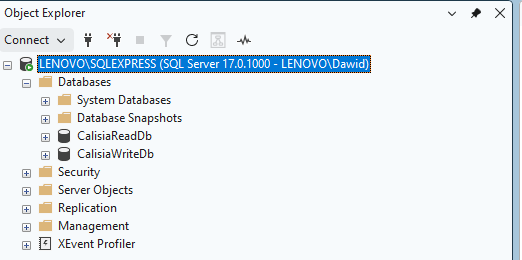 Object Explorer
Connect
LENOVO\SQLEXPRESS (SQL Server 17.0.1000 - LENOVO\Dawid)
Databases
System Databases
Database Snapshots
CalisiaReadDb
CalisiaWriteDb
Security
Server Objects
Replication
Management
XEvent Profiler